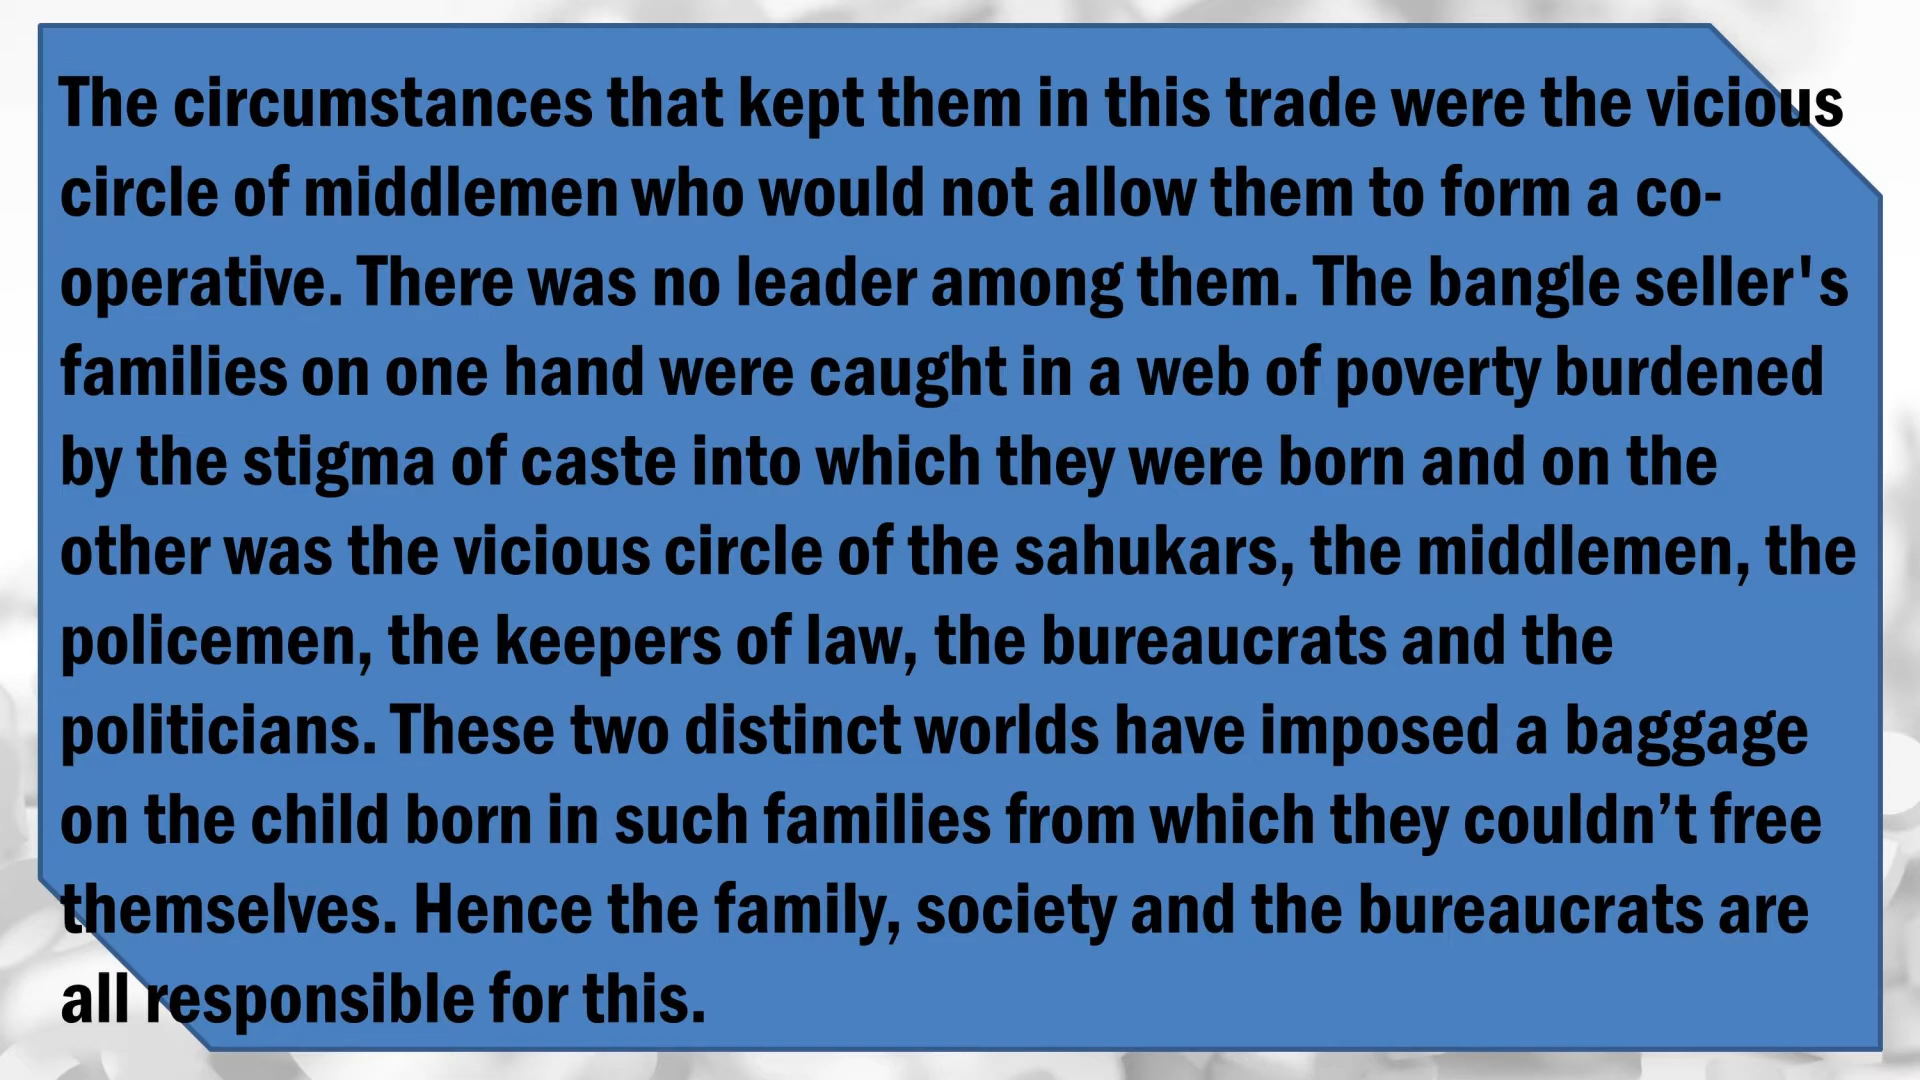 The circumstances that kept them in this trade were the vicious
circle of middlemen who would not allow them to form a co-
operative. There was no leader among them. The bangle seller's
families on one hand were caught in a web of poverty burdened
by the stigma of caste into which they were born and on the
other was the vicious circle of the sahukars, the middlemen, the
policemen, the keepers of law, the bureaucrats and the
politicians. These two distinct worlds have imposed a baggage
on the child born in such families from which they couldn’t free
themselves. Hence the family, society and the bureaucrats are
all responsible for this.